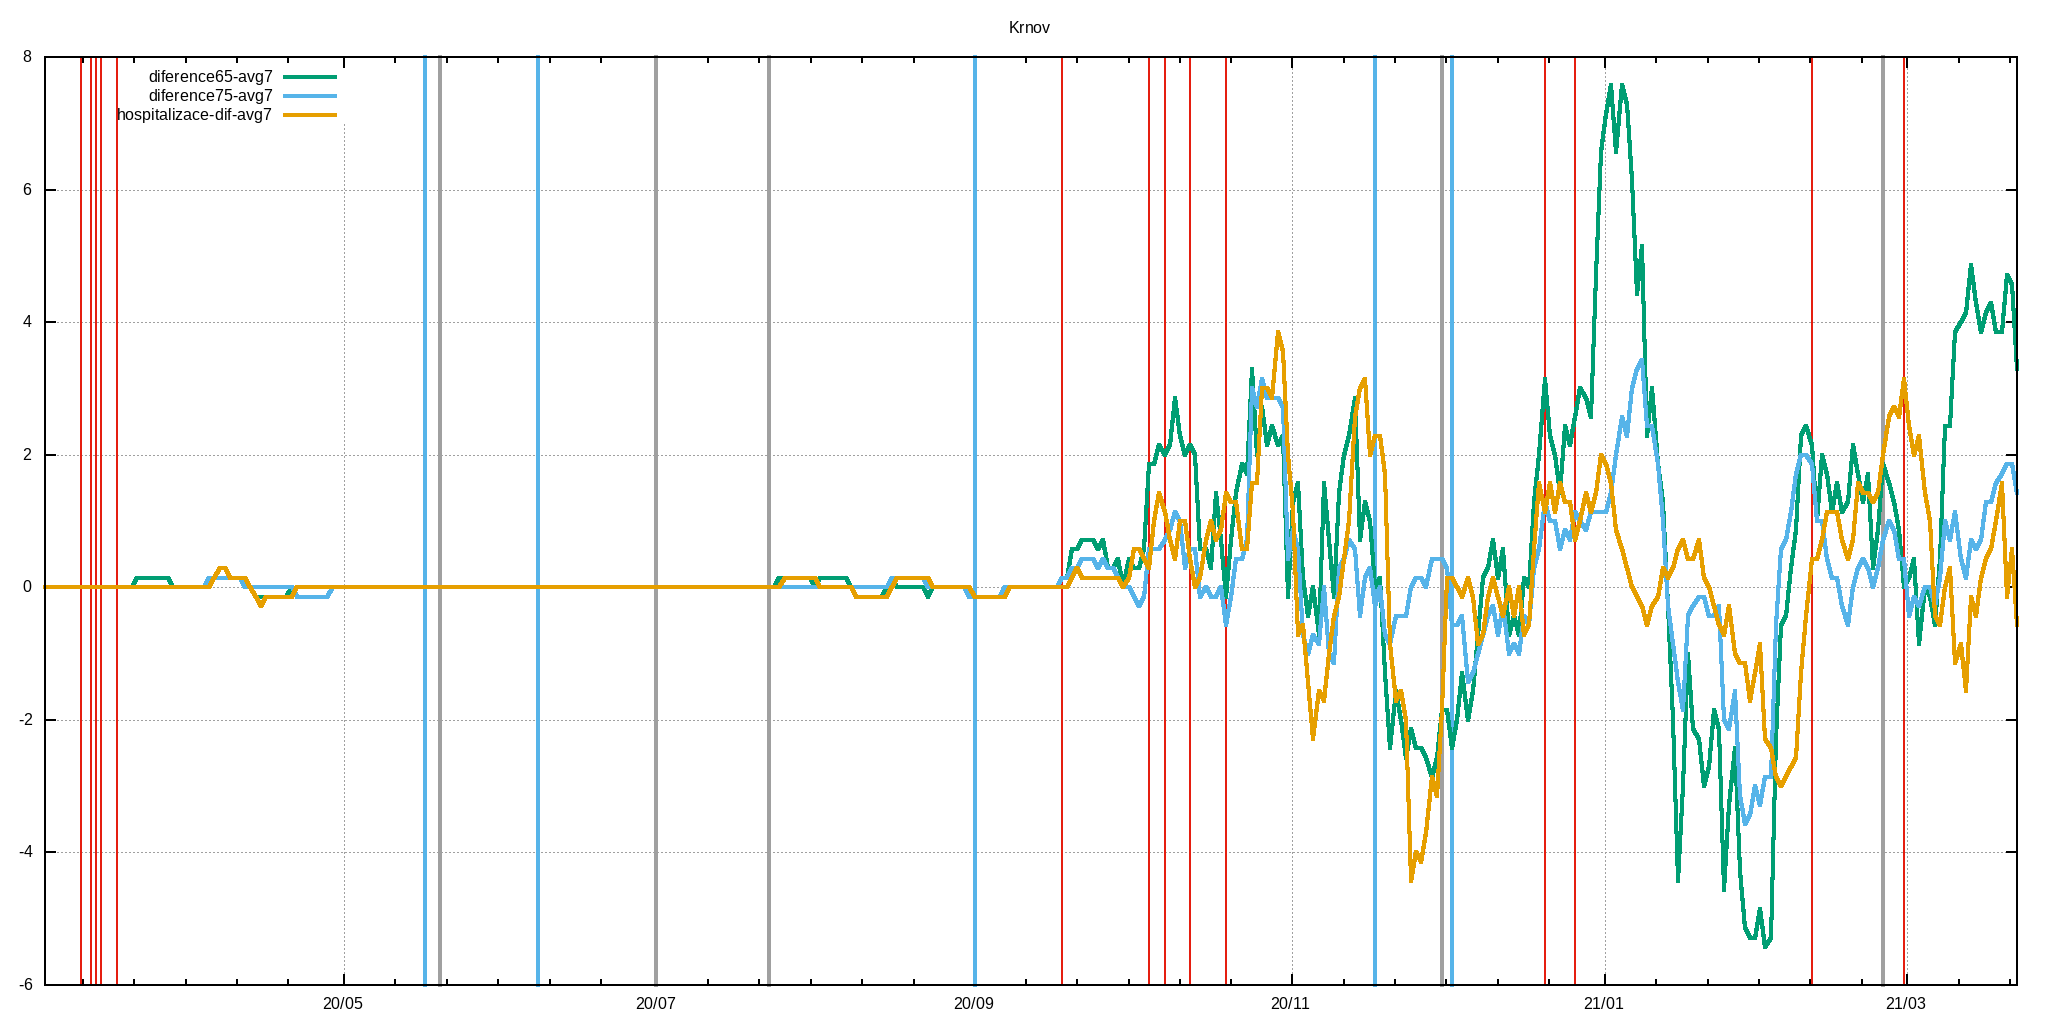 Krnov
8
diference65-avg7
diference75-avg7
hospitalizace-dif-avg7
6
4
2
0
-2
-4
-6
20/05 20/07 20/09 20/11 21/01 21/03